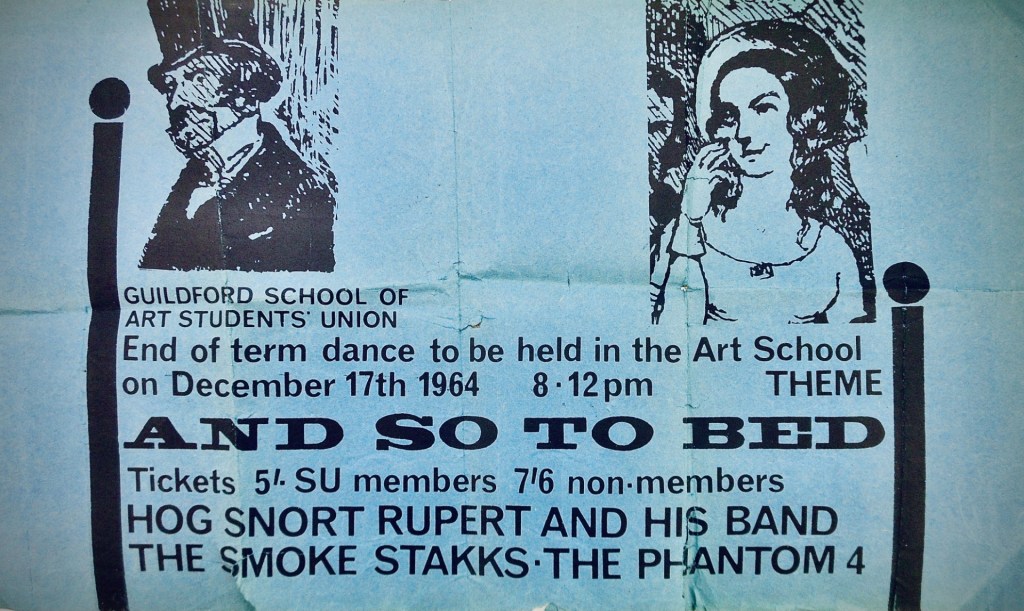 GUILDFORD SCHOOL OF
ART STUDENTS' UNION
End of term dance to be held in the Art School
on December 17th 1964 8·12pm THEME
AND SO TO BED
Tickets 5/- SU members 7'6 non-members
HOG SNORT RUPERT AND HIS BAND
THE SMOKE STAKKS·THE PHANTOM 4